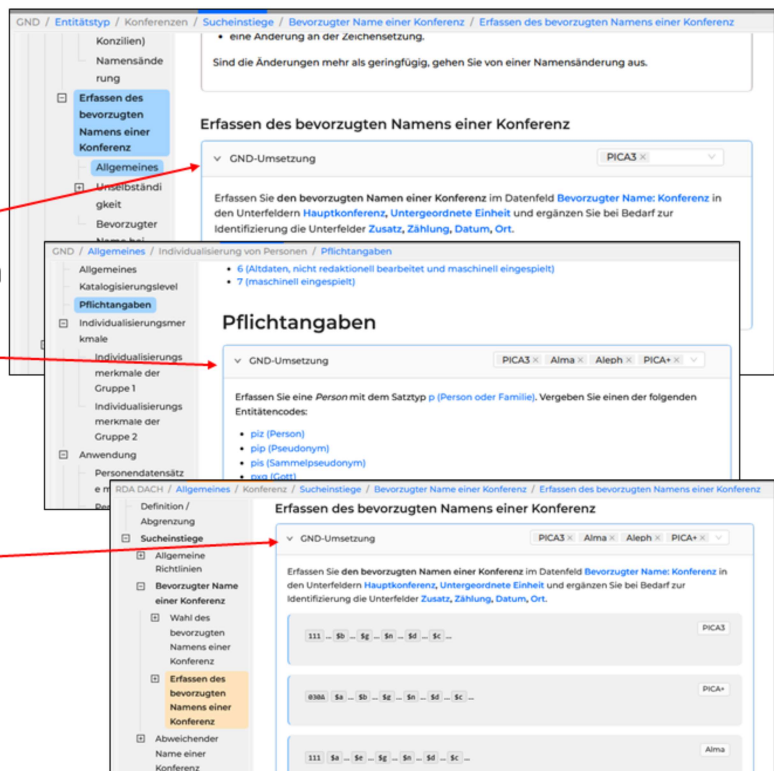 GND / Entitätstyp / Konferenzen / Sucheinstiege / Bevorzugter Name einer Konferenz / Erfassen des bevorzugten Namens einer Konferenz
Konzilien)
Namensände
rung
Erfassen des
bevorzugten
Namens einer
Konferenz
Allgemeines
Unselbständi
gkeit
Bevorzugter
• eine Änderung an der Zeichensetzung.
Sind die Änderungen mehr als geringfügig, gehen Sie von einer Namensänderung aus.
Erfassen des bevorzugten Namens einer Konferenz
GND-Umsetzung
PICA3 ×
Erfassen Sie den bevorzugten Namen einer Konferenz im Datenfeld Bevorzugter Name: Konferenz in
den Unterfeldern Hauptkonferenz, Untergeordnete Einheit und ergänzen Sie bei Bedarf zur
Identifizierung die Unterfelder Zusatz, Zählung, Datum, Ort.
GND / Allgemeines / Individualisierung von Personen / Pflichtangaben
Allgemeines
Katalogisierungslevel
Pflichtangaben
Individualisierungsmer
kmale
Individualisierungs
merkmale der
Gruppe 1
Individualisierungs
merkmale der
Gruppe 2
Anwendung
Personendatensätz
• 6 (Altdaten, nicht redaktionell bearbeitet und maschinell eingespielt)
• 7 (maschinell eingespielt)
Pflichtangaben
GND-Umsetzung
PICA3 × Alma × Aleph × PICA+ ×
Erfassen Sie eine Person mit dem Satztyp p (Person oder Familie). Vergeben Sie einen der folgenden
Entitätencodes:
• piz (Person)
• pip (Pseudonym)
• pis (Sammelpseudonym)
• pxg (Gott)
RDA DACH / Allgemeines / Konferenz / Sucheinstiege / Bevorzugter Name einer Konferenz / Erfassen des bevorzugten Namens einer Konferenz
Definition /
Abgrenzung
Sucheinstiege
Allgemeine
Richtlinien
Bevorzugter Name
einer Konferenz
Wahl des
bevorzugten
Namens einer
Konferenz
Erfassen des
bevorzugten
Namens einer
Konferenz
Abweichender
Name einer
Konferenz
Erfassen des bevorzugten Namens einer Konferenz
GND-Umsetzung
PICA3 × Alma × Aleph × PICA+ ×
Erfassen Sie den bevorzugten Namen einer Konferenz im Datenfeld Bevorzugter Name: Konferenz in
den Unterfeldern Hauptkonferenz, Untergeordnete Einheit und ergänzen Sie bei Bedarf zur
Identifizierung die Unterfelder Zusatz, Zählung, Datum, Ort.
PICA3
111 … $b … $g … $n … $d … $c …
PICA+
030A $a … $b … $g … $n … $d … $c …
Alma
111 $a … $e … $g … $n … $d … $c …